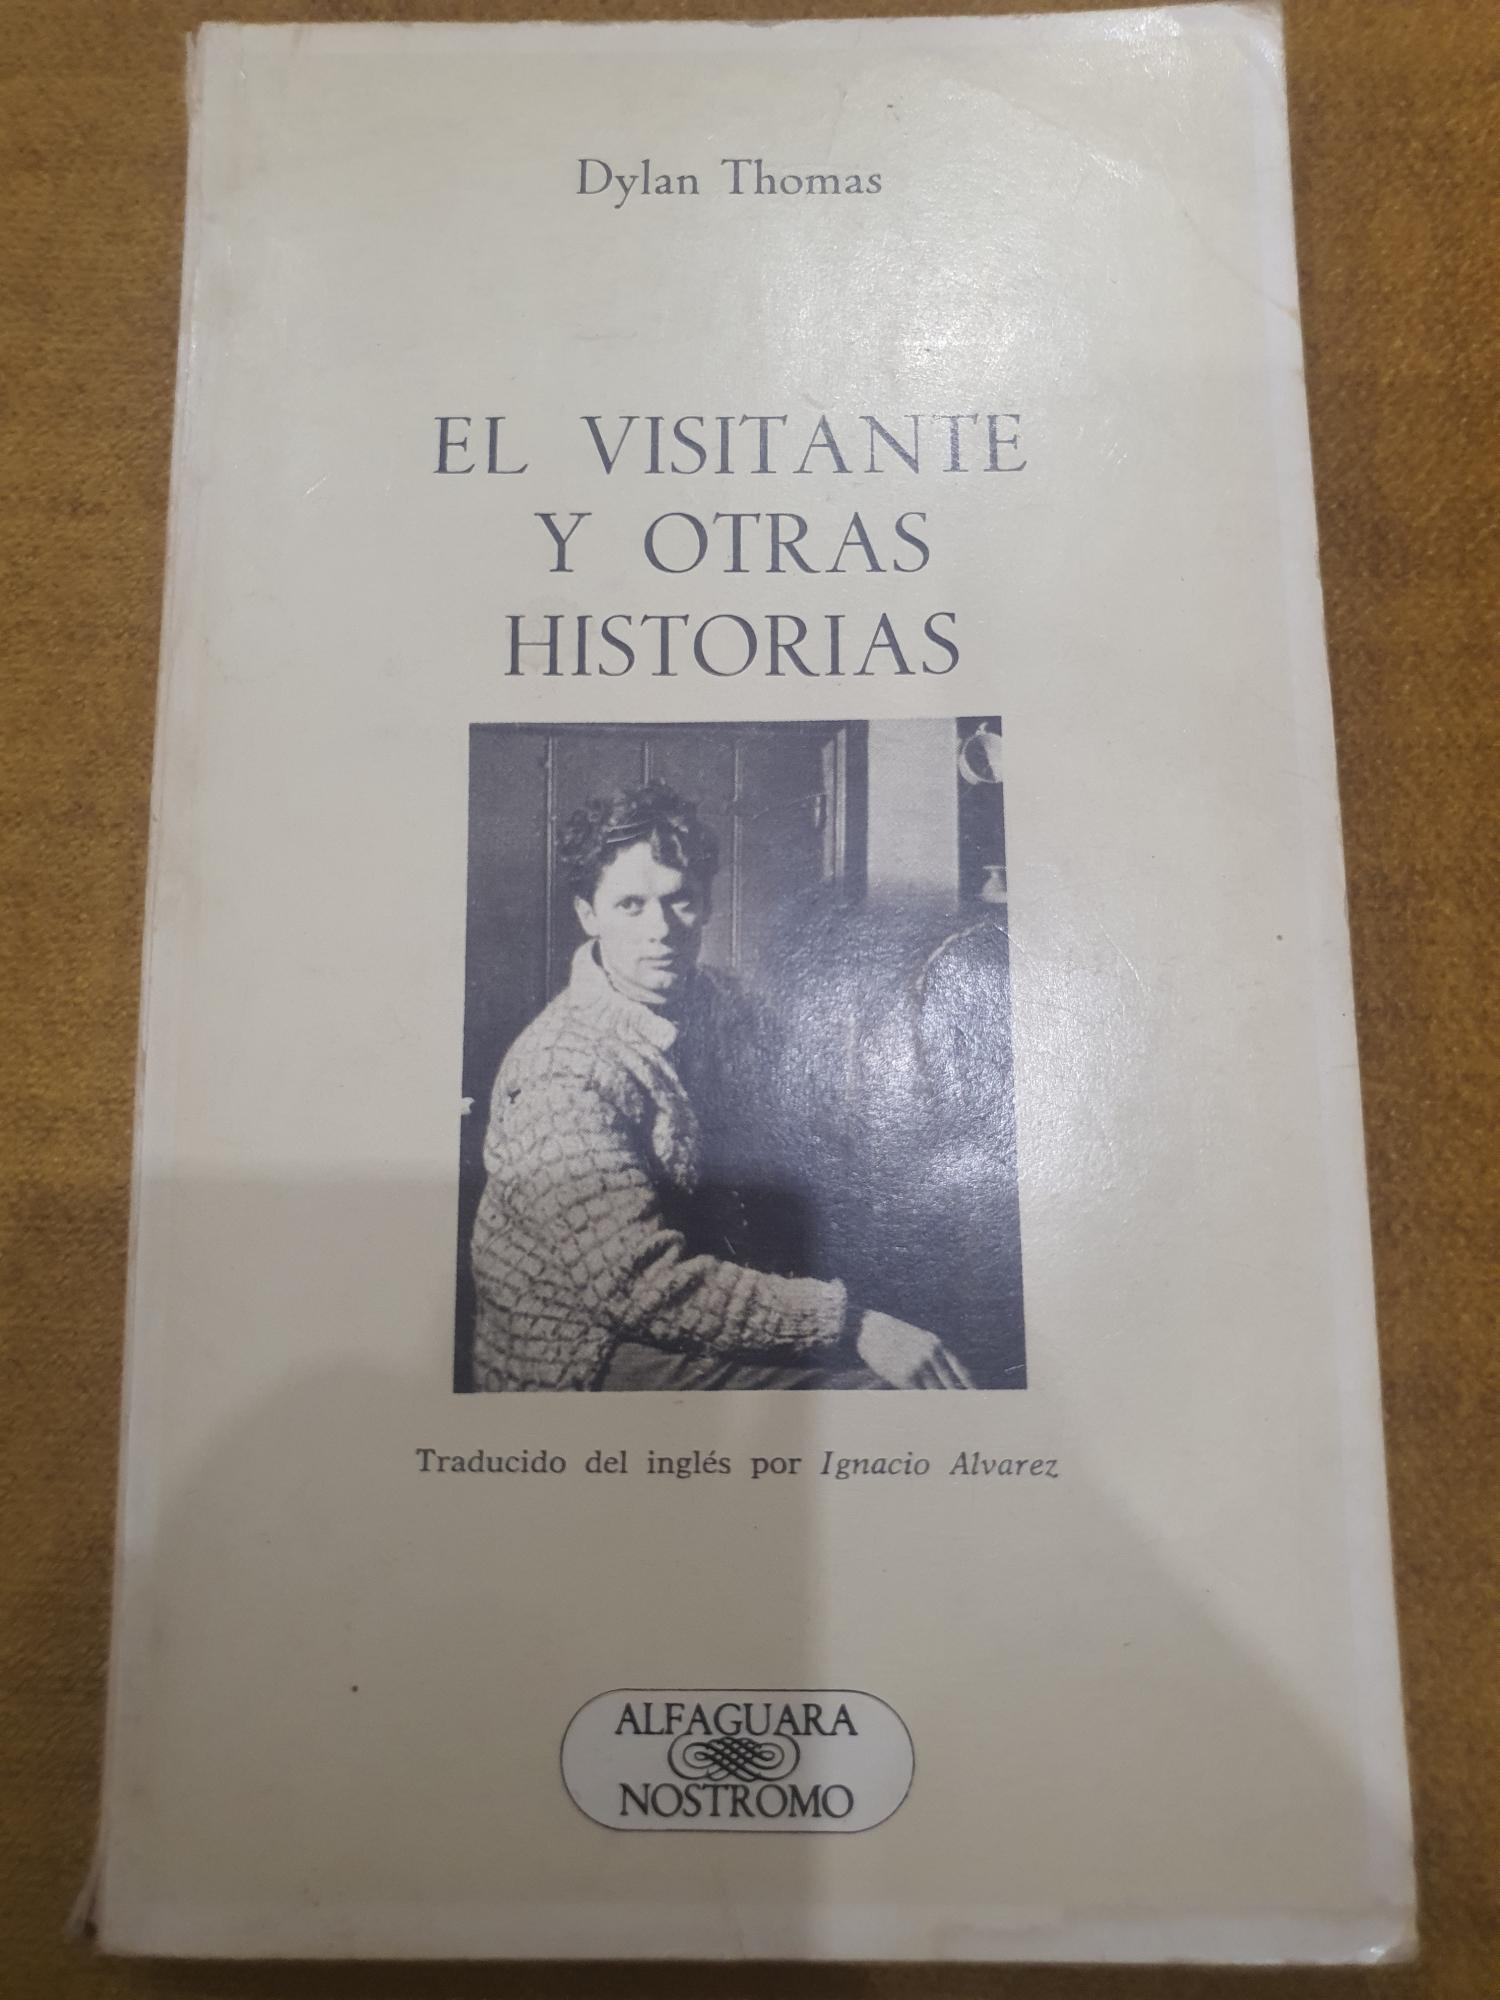 Dylan Thomas
EL VISITANTE
Y OTRAS
HISTORIAS
Traducido del inglés por Ignacio Alvarez
ALFAGUARA
NOSTROMO